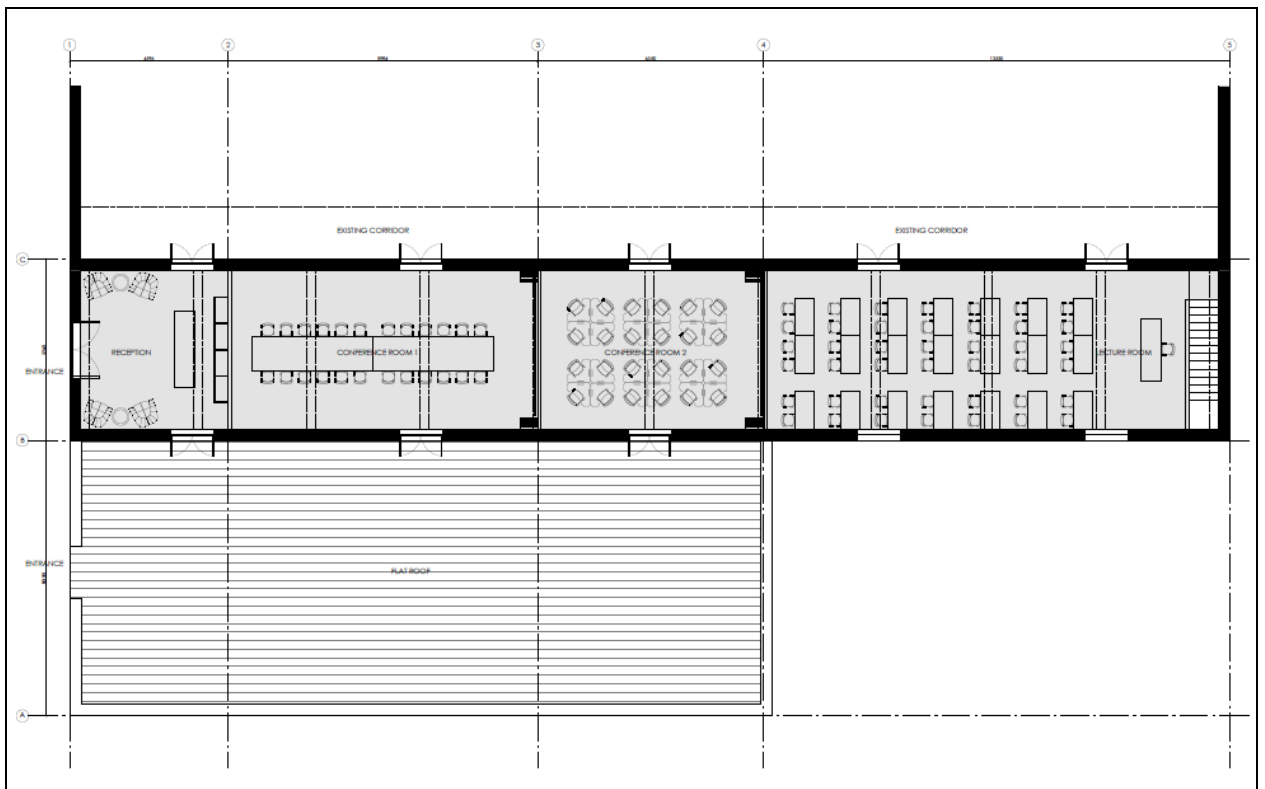 1 2 3 4 5
EXISTING CORRIDOR EXISTING CORRIDOR
C
RECEPTION CONFERENCE ROOM 1 CONFERENCE ROOM 2 LECTURE ROOM
ENTRANCE
B
ENTRANCE
FLAT ROOF
A